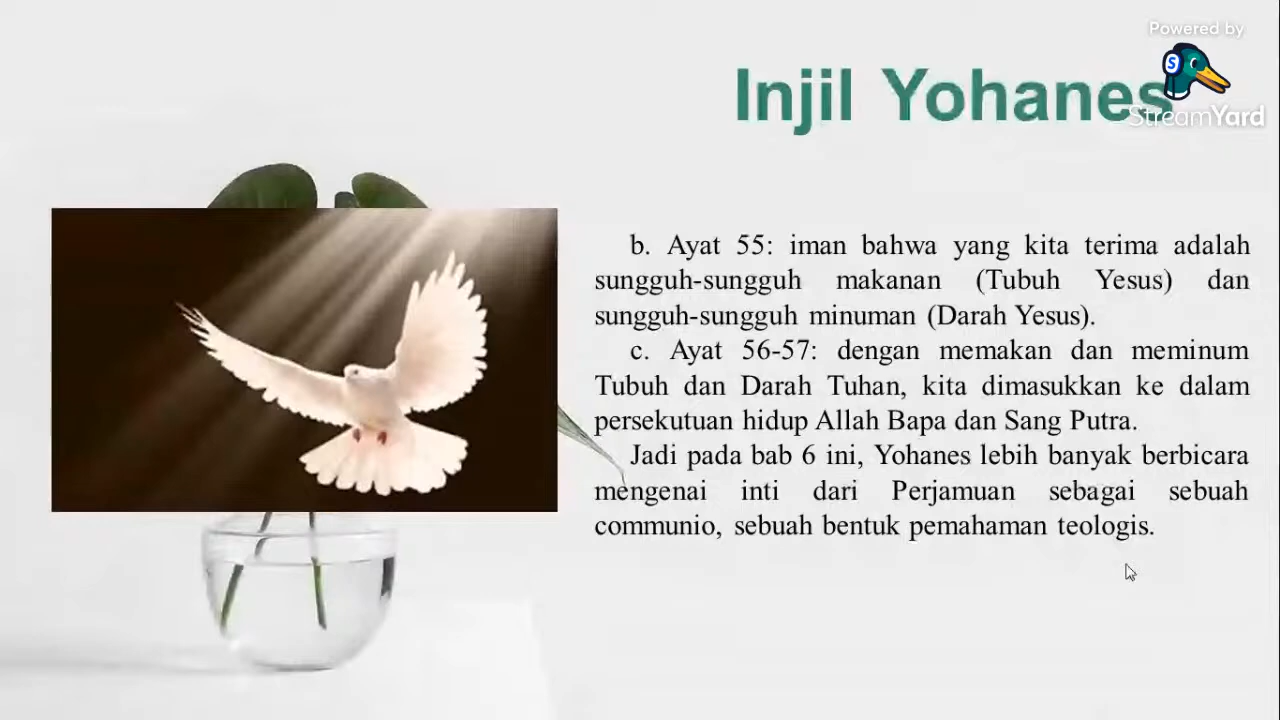 Powered by
Injil Yohanes
StreamYard
b. Ayat 55: iman bahwa yang kita terima adalah
sungguh-sungguh makanan (Tubuh Yesus) dan
sungguh-sungguh minuman (Darah Yesus).
c. Ayat 56-57: dengan memakan dan meminum
Tubuh dan Darah Tuhan, kita dimasukkan ke dalam
persekutuan hidup Allah Bapa dan Sang Putra.
Jadi pada bab 6 ini, Yohanes lebih banyak berbicara
mengenai inti dari Perjamuan sebagai sebuah
communio, sebuah bentuk pemahaman teologis.